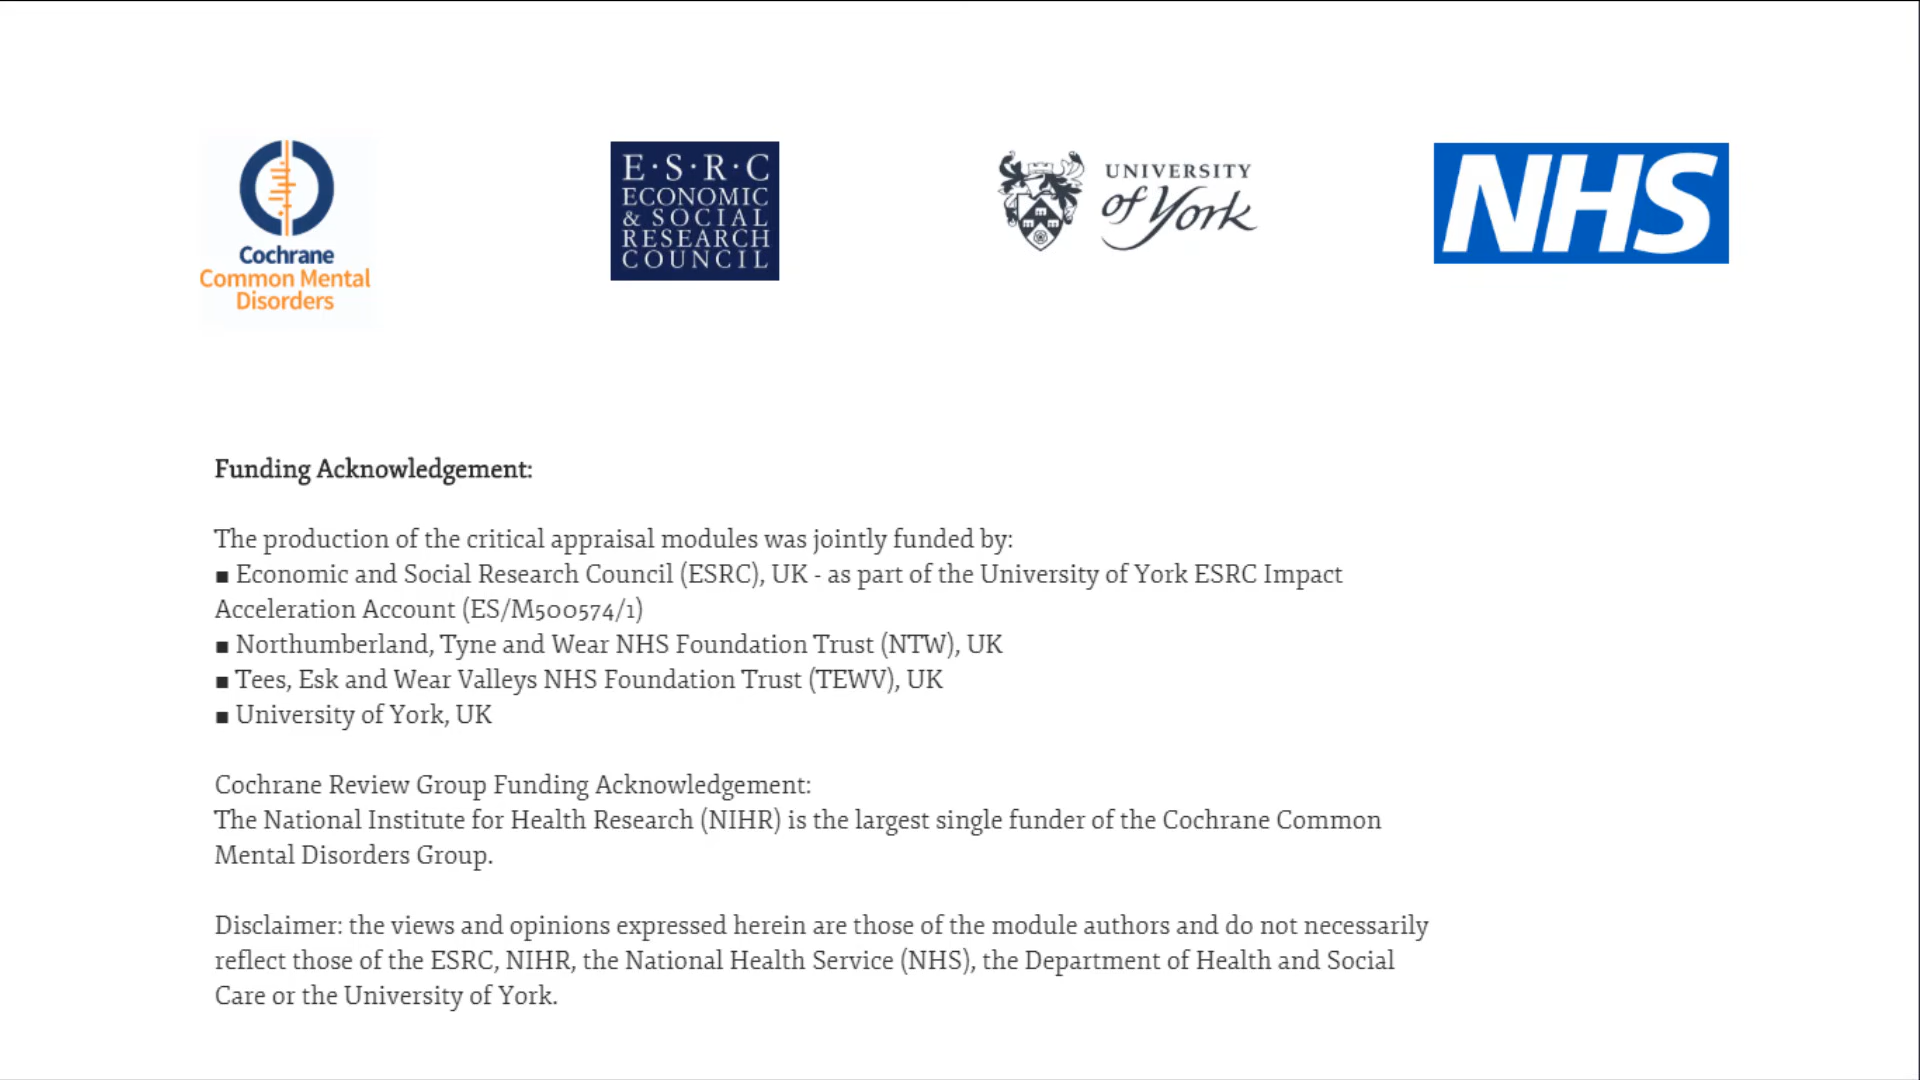 Cochrane
Common Mental
Disorders
E·S·R·C
ECONOMIC
& SOCIAL
RESEARCH
COUNCIL
UNIVERSITY
of York
NHS
Funding Acknowledgement:
The production of the critical appraisal modules was jointly funded by:
■ Economic and Social Research Council (ESRC), UK - as part of the University of York ESRC Impact
Acceleration Account (ES/M500574/1)
■ Northumberland, Tyne and Wear NHS Foundation Trust (NTW), UK
■ Tees, Esk and Wear Valleys NHS Foundation Trust (TEWV), UK
■ University of York, UK
Cochrane Review Group Funding Acknowledgement:
The National Institute for Health Research (NIHR) is the largest single funder of the Cochrane Common
Mental Disorders Group.
Disclaimer: the views and opinions expressed herein are those of the module authors and do not necessarily
reflect those of the ESRC, NIHR, the National Health Service (NHS), the Department of Health and Social
Care or the University of York.